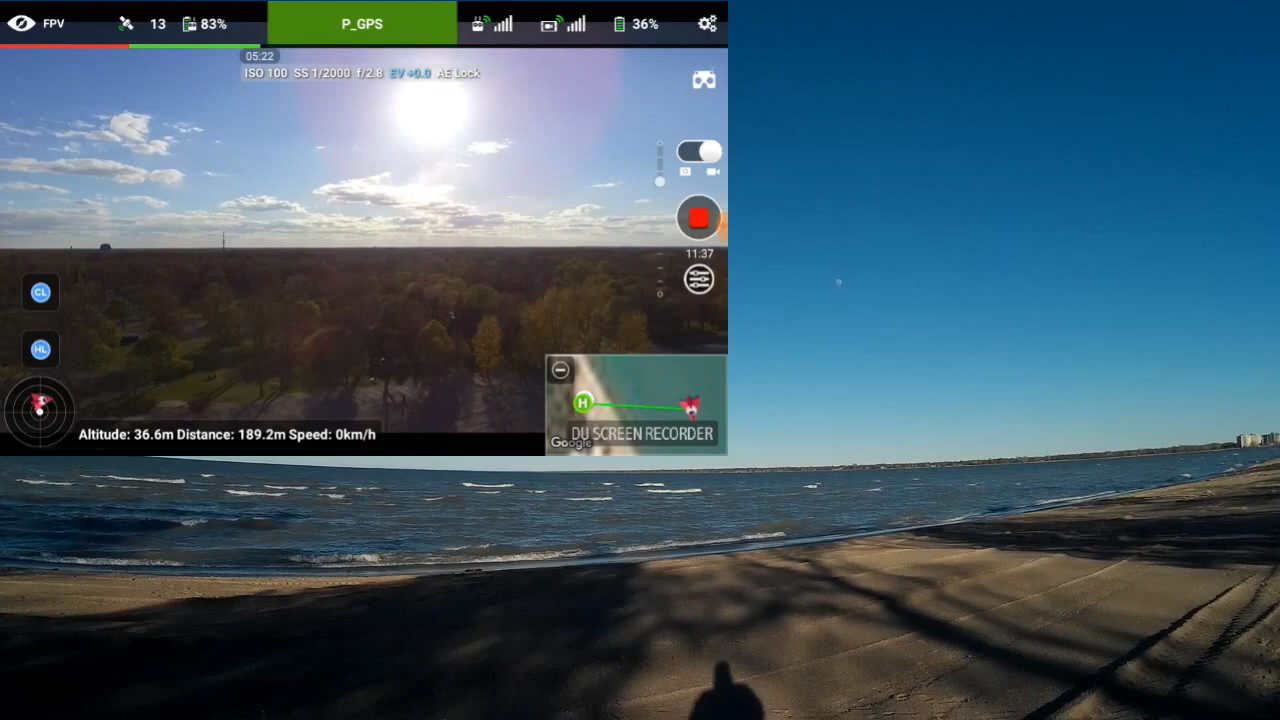 FPV 13 83% P_GPS 36%
05:22
ISO 100 SS 1/2000 f/2.8 EV +0.0 AE Lock
11:37
CL
HL
H
Altitude: 36.6m Distance: 189.2m Speed: 0km/h
DU SCREEN RECORDER
Google